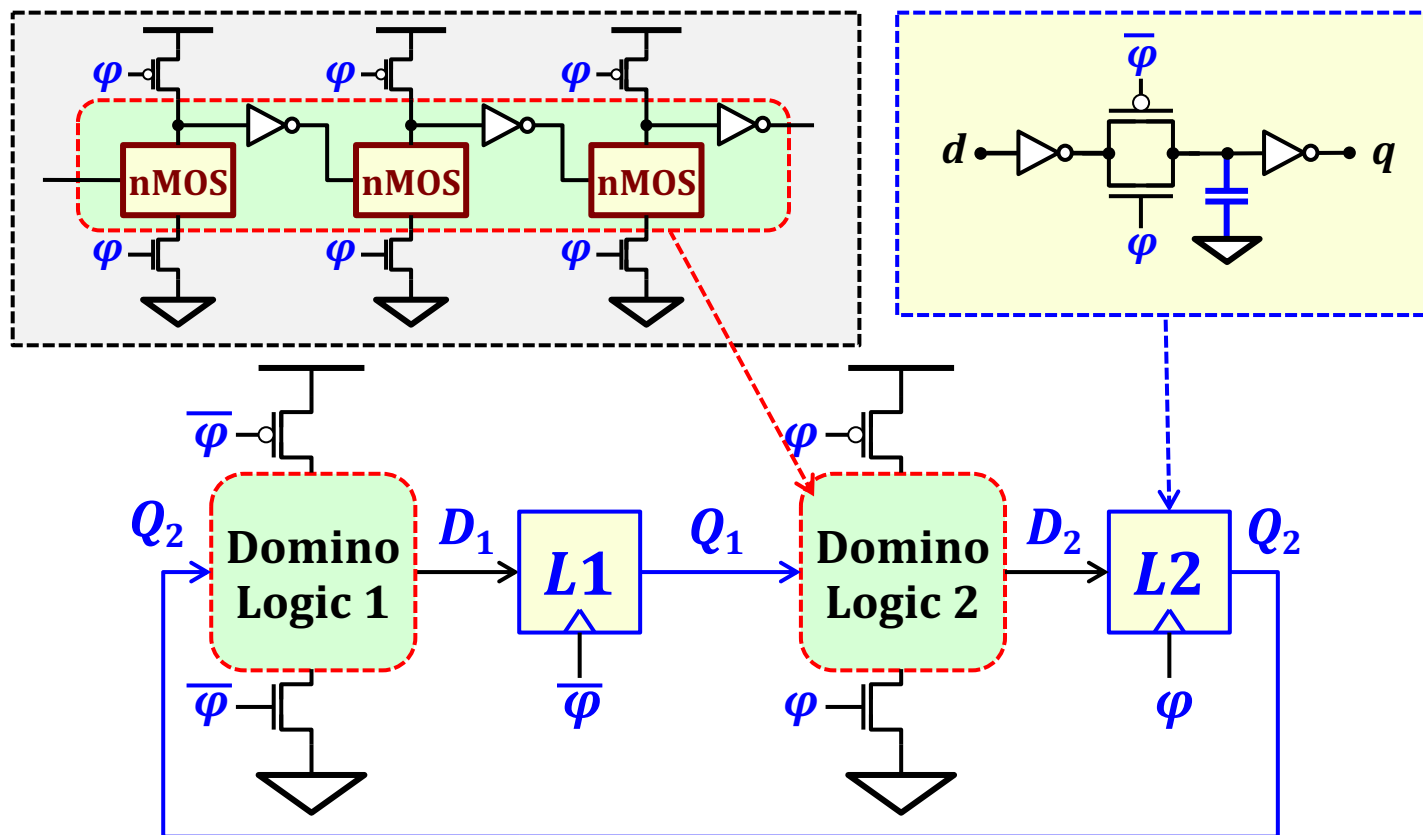 φ φ φ
nMOS nMOS nMOS
φ φ φ
φ̅
d q
φ
φ̅ φ
Q₂ Domino Logic 1 D₁ L1 Q₁ Domino Logic 2 D₂ L2 Q₂
φ̅ φ̅ φ φ